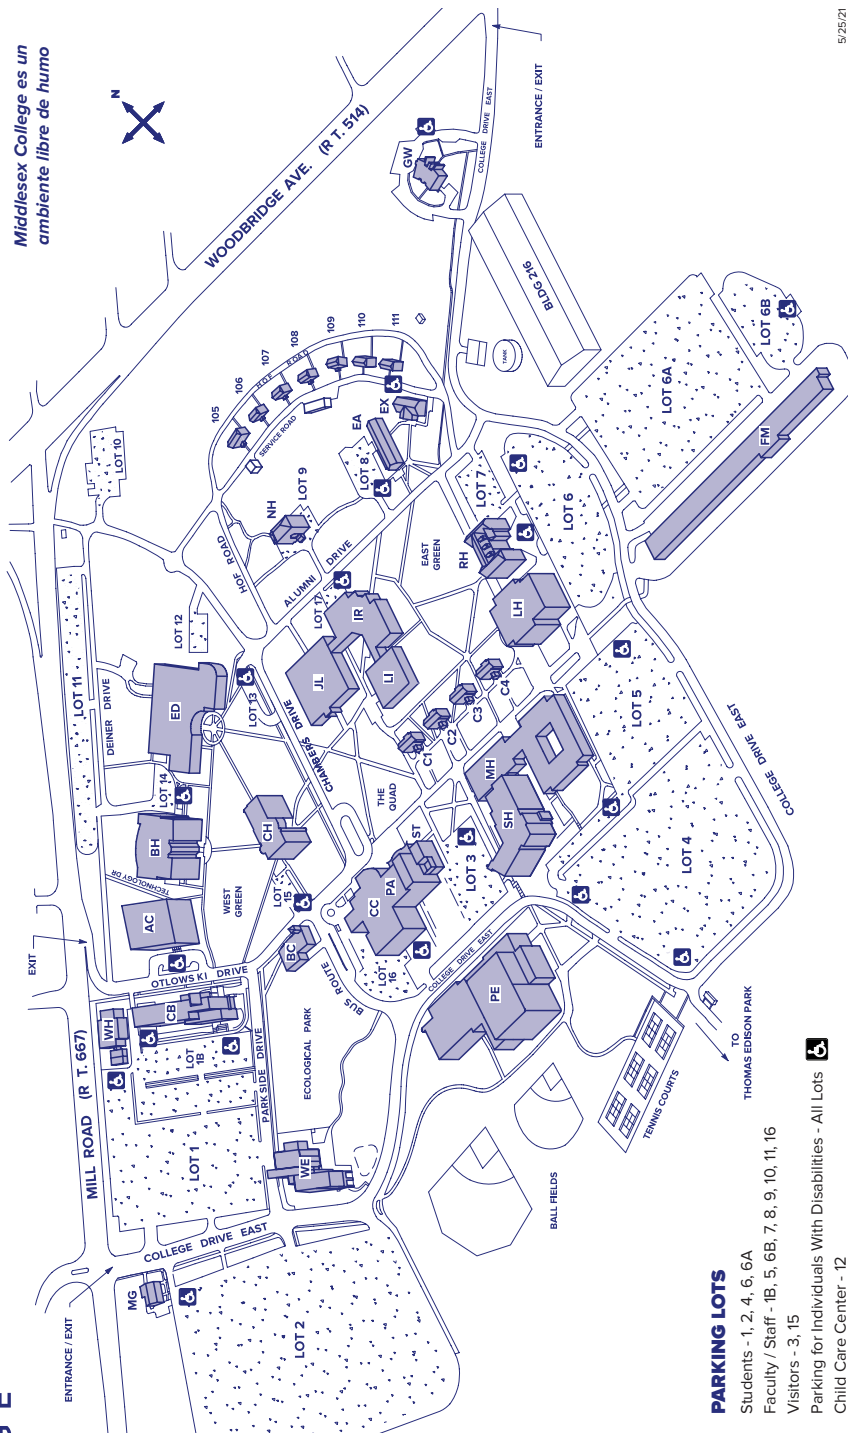 Middlesex College es un
ambiente libre de humo
N
5/25/21
WOODBRIDGE AVE. (RT. 514)
ENTRANCE / EXIT
COLLEGE DRIVE EAST
GW
BLDG 216
TANK
LOT 6B
LOT 6A
FM
105
106
107
108
109
110
111
HOF ROAD
SERVICE ROAD
EX
EA
LOT 8
LOT 9
NH
LOT 10
HOF ROAD
ALUMNI DRIVE
EAST
GREEN
LOT 7
RH
LOT 6
LH
LOT 17
IR
JL
LI
LOT 12
LOT 11
DEINER DRIVE
ED
LOT 13
CHAMBERS DRIVE
C1
C2
C3
C4
LOT 5
COLLEGE DRIVE EAST
LOT 4
MH
SH
THE
QUAD
ST
PA
CC
LOT 3
LOT 14
BH
CH
TECHNOLOGY DR
WEST
GREEN
LOT
15
AC
BC
LOT
16
COLLEGE DRIVE EAST
PE
EXIT
OTLOWSKI DRIVE
BUS ROUTE
ECOLOGICAL PARK
WH
CB
LOT
1B
PARKSIDE DRIVE
MILL ROAD (RT. 667)
LOT 1
WE
COLLEGE DRIVE EAST
MG
ENTRANCE / EXIT
LOT 2
BALL FIELDS
TENNIS COURTS
TO
THOMAS EDISON PARK
PARKING LOTS
Students - 1, 2, 4, 6, 6A
Faculty / Staff - 1B, 5, 6B, 7, 8, 9, 10, 11, 16
Visitors - 3, 15
Parking for Individuals With Disabilities - All Lots
Child Care Center - 12